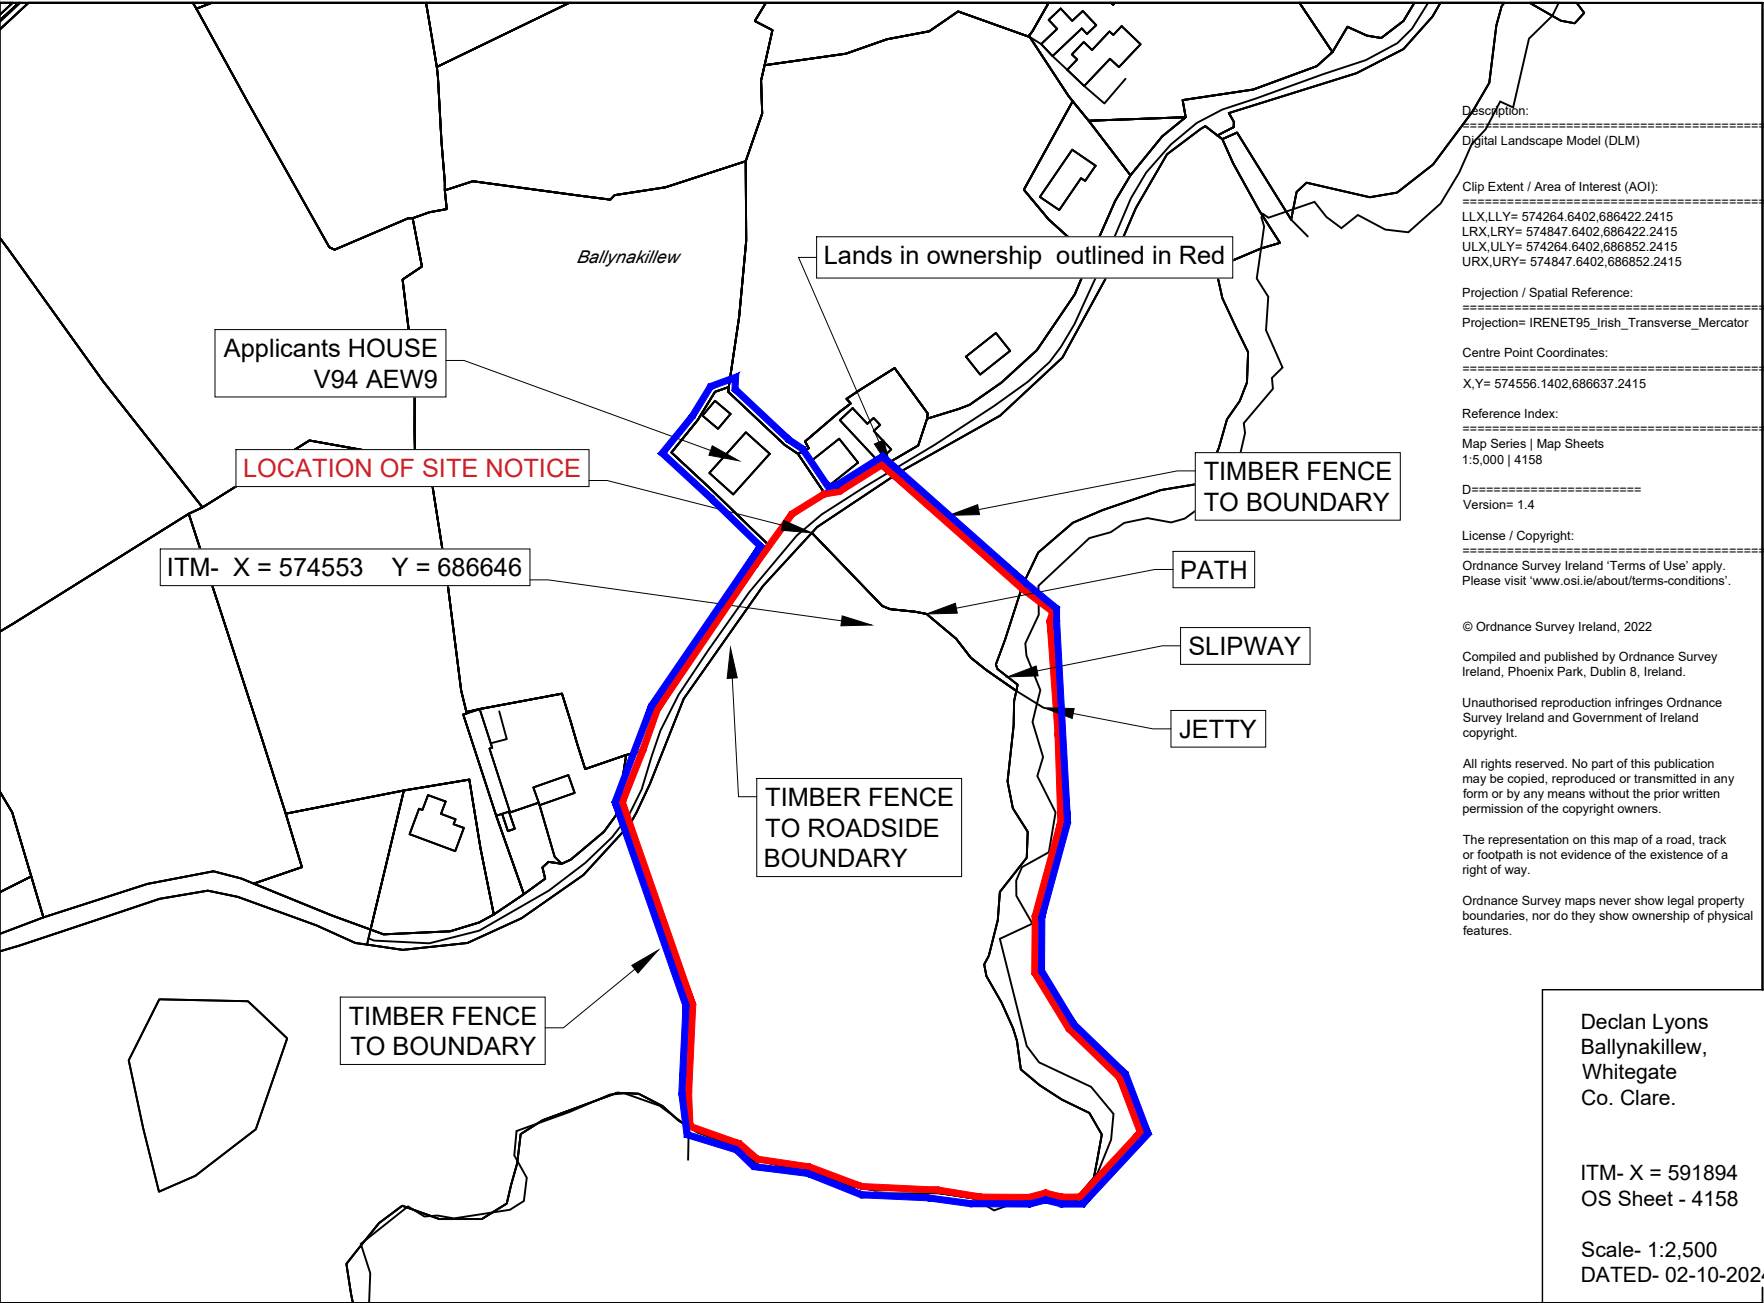 Ballynakillew
Lands in ownership outlined in Red
Applicants HOUSE
V94 AEW9
LOCATION OF SITE NOTICE
ITM- X = 574553 Y = 686646
TIMBER FENCE
TO BOUNDARY
PATH
SLIPWAY
JETTY
TIMBER FENCE
TO ROADSIDE
BOUNDARY
TIMBER FENCE
TO BOUNDARY
Description:
==========================================
Digital Landscape Model (DLM)
Clip Extent / Area of Interest (AOI):
==========================================
LLX,LLY= 574264.6402,686422.2415
LRX,LRY= 574847.6402,686422.2415
ULX,ULY= 574264.6402,686852.2415
URX,URY= 574847.6402,686852.2415
Projection / Spatial Reference:
==========================================
Projection= IRENET95_Irish_Transverse_Mercator
Centre Point Coordinates:
==========================================
X,Y= 574556.1402,686637.2415
Reference Index:
==========================================
Map Series | Map Sheets
1:5,000 | 4158
D=======================
Version= 1.4
License / Copyright:
==========================================
Ordnance Survey Ireland ‘Terms of Use’ apply.
Please visit ‘www.osi.ie/about/terms-conditions’.
© Ordnance Survey Ireland, 2022
Compiled and published by Ordnance Survey
Ireland, Phoenix Park, Dublin 8, Ireland.
Unauthorised reproduction infringes Ordnance
Survey Ireland and Government of Ireland
copyright.
All rights reserved. No part of this publication
may be copied, reproduced or transmitted in any
form or by any means without the prior written
permission of the copyright owners.
The representation on this map of a road, track
or footpath is not evidence of the existence of a
right of way.
Ordnance Survey maps never show legal property
boundaries, nor do they show ownership of physical
features.
Declan Lyons
Ballynakillew,
Whitegate
Co. Clare.
ITM- X = 591894
OS Sheet - 4158
Scale- 1:2,500
DATED- 02-10-2024